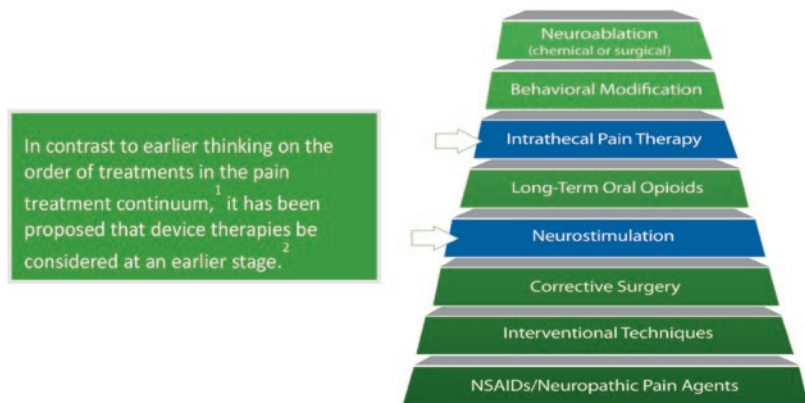 In contrast to earlier thinking on the
order of treatments in the pain
treatment continuum,1 it has been
proposed that device therapies be
considered at an earlier stage.2
Neuroablation
(chemical or surgical)
Behavioral Modification
Intrathecal Pain Therapy
Long-Term Oral Opioids
Neurostimulation
Corrective Surgery
Interventional Techniques
NSAIDs/Neuropathic Pain Agents